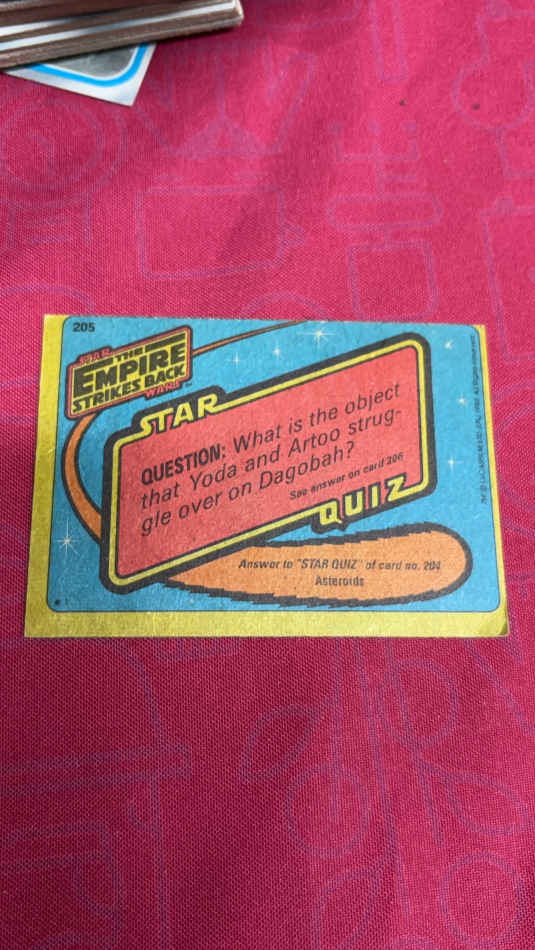 205
STAR
THE
EMPIRE
STRIKES BACK
WARS
STAR
QUESTION: What is the object
that Yoda and Artoo strug-
gle over on Dagobah?
See answer on card 206
QUIZ
Answer to "STAR QUIZ" of card no. 204
Asteroids